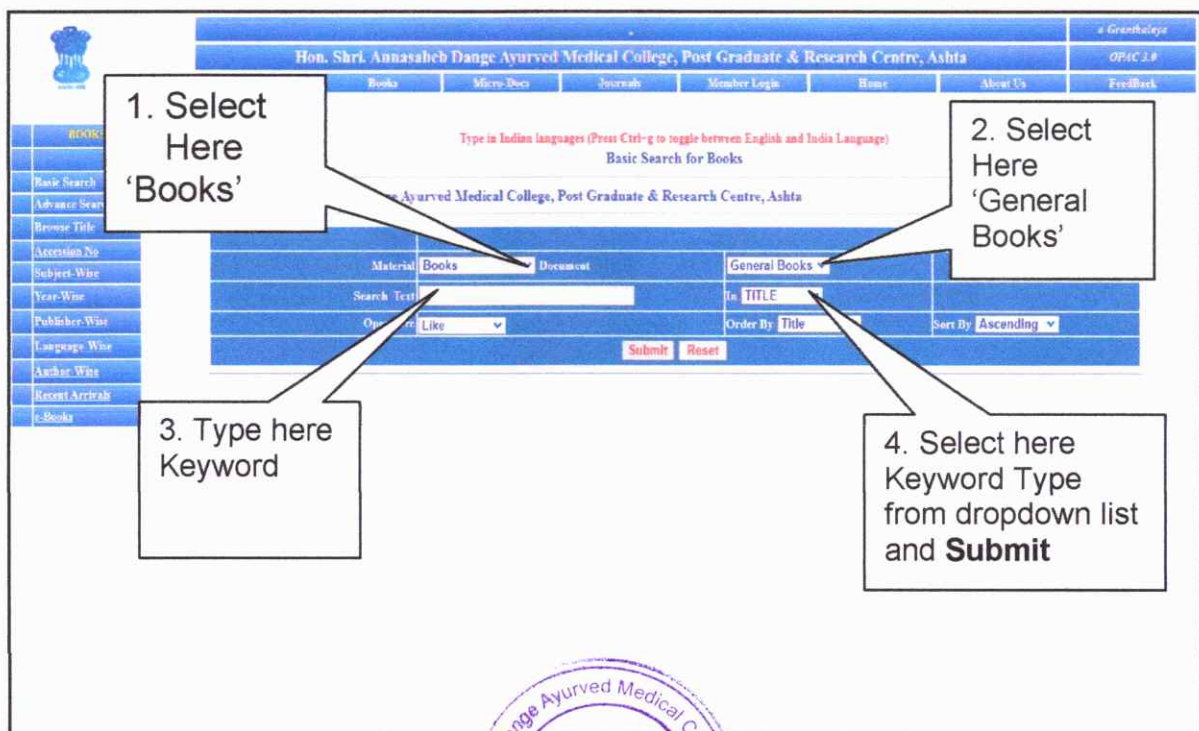 e Granthalaya
Hon. Shri. Annasaheb Dange Ayurved Medical College, Post Graduate & Research Centre, Ashta
OPAC 3.0
Books Micro-Docs Journals Member Login Home About Us FeedBack
1. Select
Here
'Books'
2. Select
Here
'General
Books'
BOOKS
Type in Indian languages (Press Ctrl-g to toggle between English and India Language)
Basic Search for Books
Ayurved Medical College, Post Graduate & Research Centre, Ashta
Basic Search
Advance Sear
Browse Title
Accession No
Subject-Wise
Year-Wise
Publisher-Wise
Language Wise
Author Wise
Recent Arrivals
e-Books
Material Books Document General Books
Search Text In TITLE
Like Order By Title Sort By Ascending
Submit Reset
3. Type here
Keyword
4. Select here
Keyword Type
from dropdown list
and Submit
Ayurved Medical